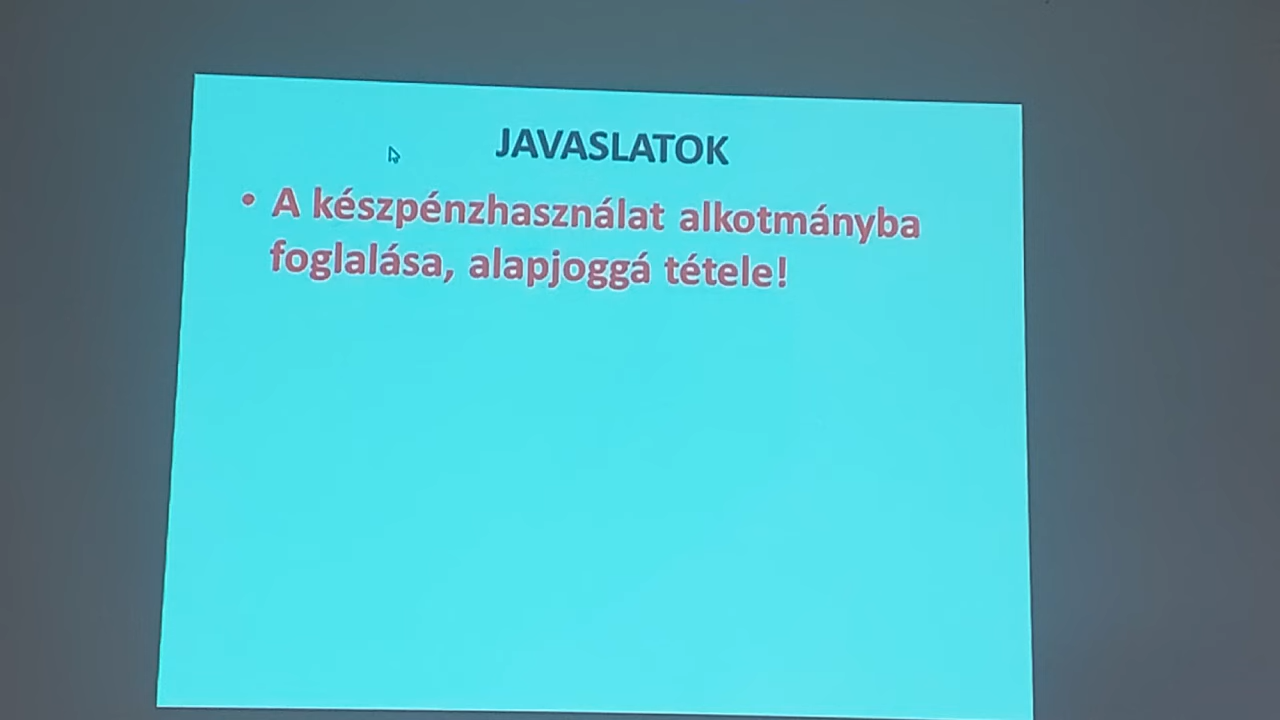 JAVASLATOK
• A készpénzhasználat alkotmányba
foglalása, alapjoggá tétele!